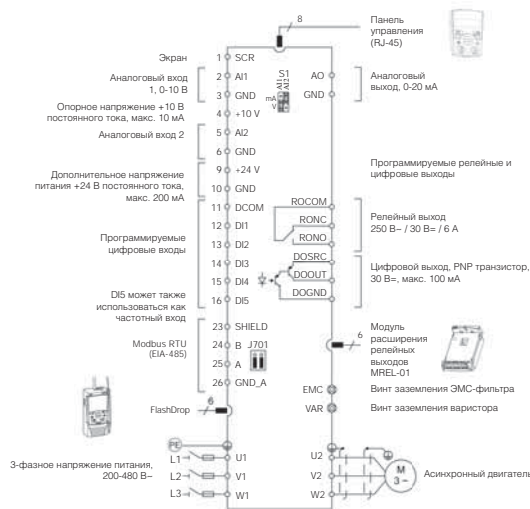 8
Панель
управления
(RJ-45)
Экран
1 SCR
Аналоговый вход
1, 0-10 В
2 AI1
3 GND
Опорное напряжение +10 В
постоянного тока, макс. 10 мА
4 +10 V
Аналоговый вход 2
5 AI2
6 GND
Дополнительное напряжение
питания +24 В постоянного тока,
макс. 200 мА
9 +24 V
10 GND
Программируемые
цифровые входы
11 DCOM
12 DI1
13 DI2
14 DI3
15 DI4
16 DI5
DI5 может также
использоваться как
частотный вход
Modbus RTU
(EIA-485)
23 SHIELD
24 B
J701
25 A
26 GND_A
6
FlashDrop
PE
3-фазное напряжение питания,
200-480 В~
L1 U1
L2 V1
L3 W1
S1
AI1
AI2
mA
V
AO
GND
Аналоговый
выход, 0-20 мА
Программируемые релейные и
цифровые выходы
ROCOM
RONC
RONO
Релейный выход
250 В~ / 30 В= / 6 А
DOSRC
DOOUT
DOGND
Цифровой выход, PNP транзистор,
30 В=, макс. 100 мА
6
Модуль
расширения
релейных
выходов
MREL-01
EMC
Винт заземления ЭМС-фильтра
VAR
Винт заземления варистора
U2
V2
W2
M
3 ~
Асинхронный двигатель